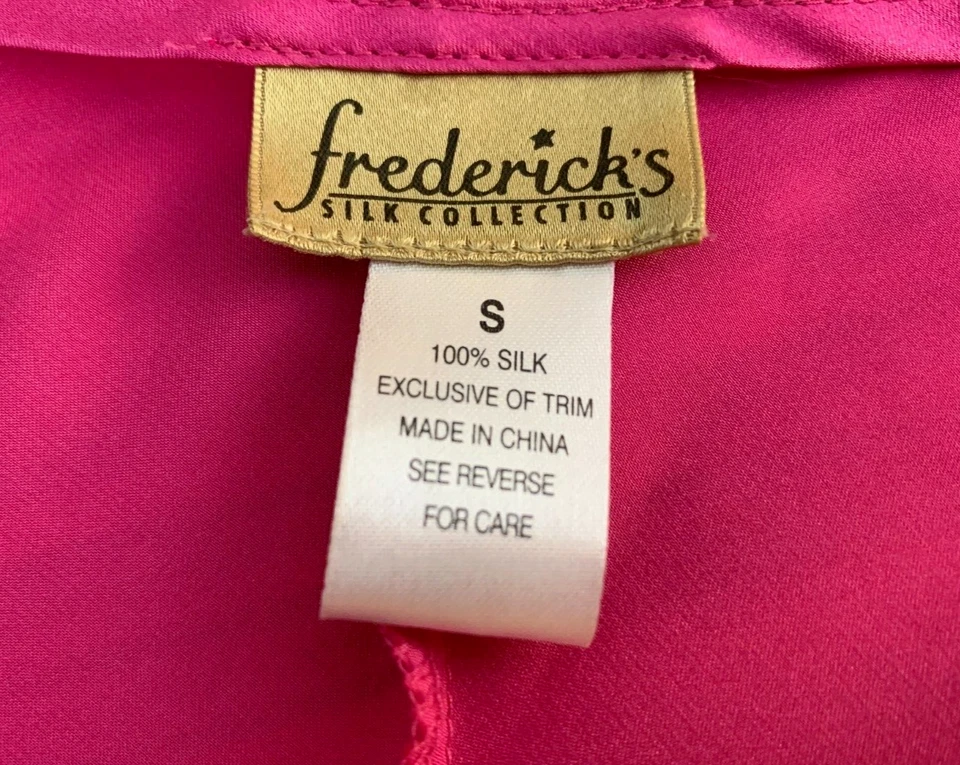 frederick's
SILK COLLECTION
S
100% SILK
EXCLUSIVE OF TRIM
MADE IN CHINA
SEE REVERSE
FOR CARE